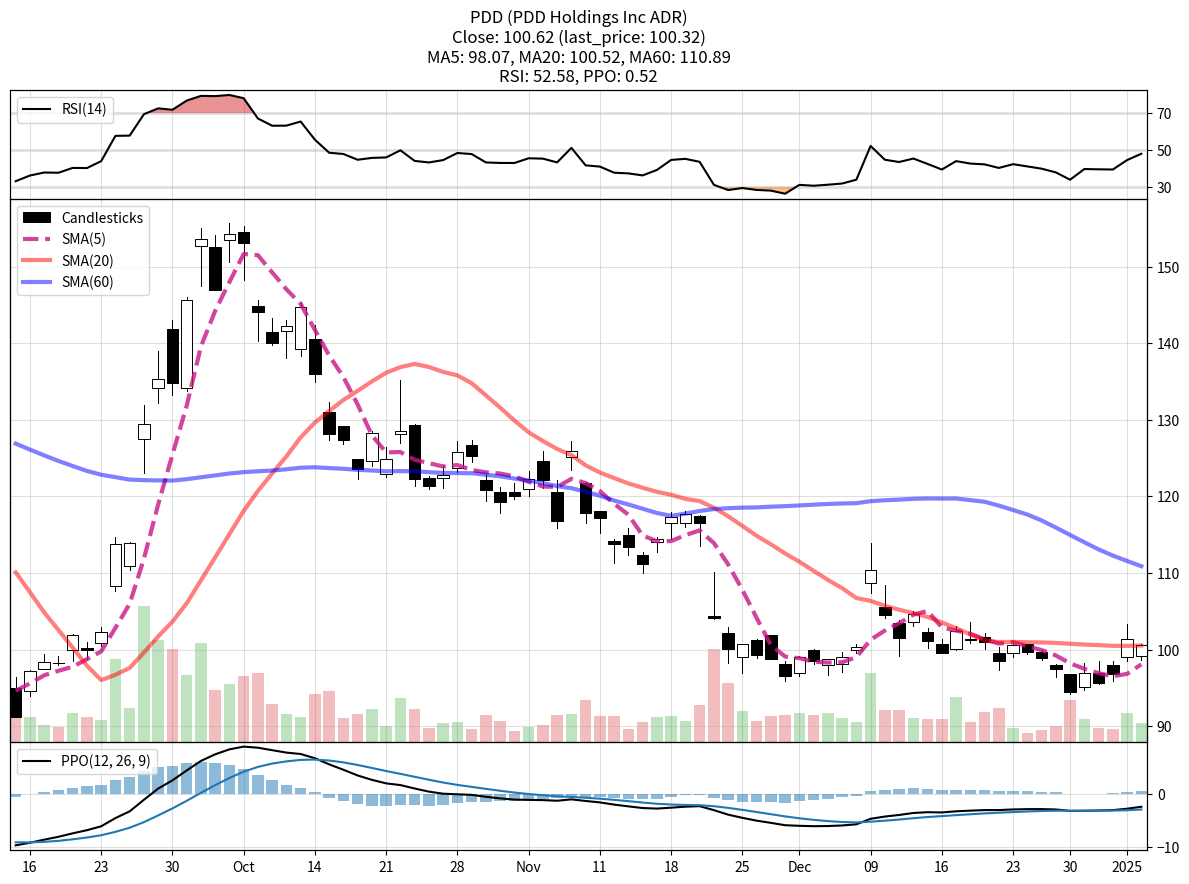 PDD (PDD Holdings Inc ADR)
Close: 100.62 (last_price: 100.32)
MA5: 98.07, MA20: 100.52, MA60: 110.89
RSI: 52.58, PPO: 0.52
RSI(14)
70
50
30
Candlesticks
SMA(5)
SMA(20)
SMA(60)
150
140
130
120
110
100
90
PPO(12, 26, 9)
0
−10
16 23 30 Oct 14 21 28 Nov 11 18 25 Dec 09 16 23 30 2025